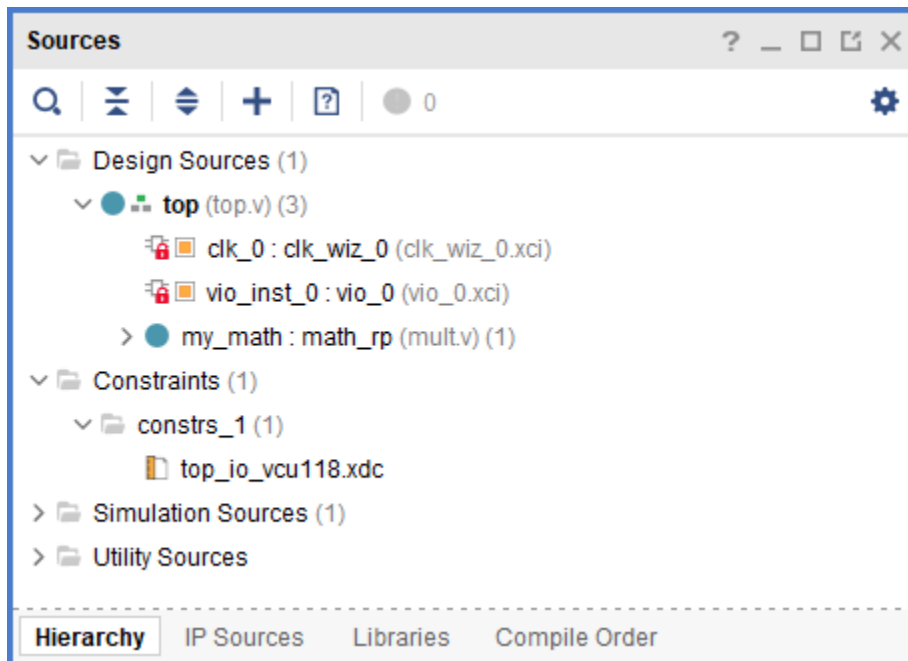 Sources
0
Design Sources (1)
top (top.v) (3)
clk_0 : clk_wiz_0 (clk_wiz_0.xci)
vio_inst_0 : vio_0 (vio_0.xci)
my_math : math_rp (mult.v) (1)
Constraints (1)
constrs_1 (1)
top_io_vcu118.xdc
Simulation Sources (1)
Utility Sources
Hierarchy IP Sources Libraries Compile Order